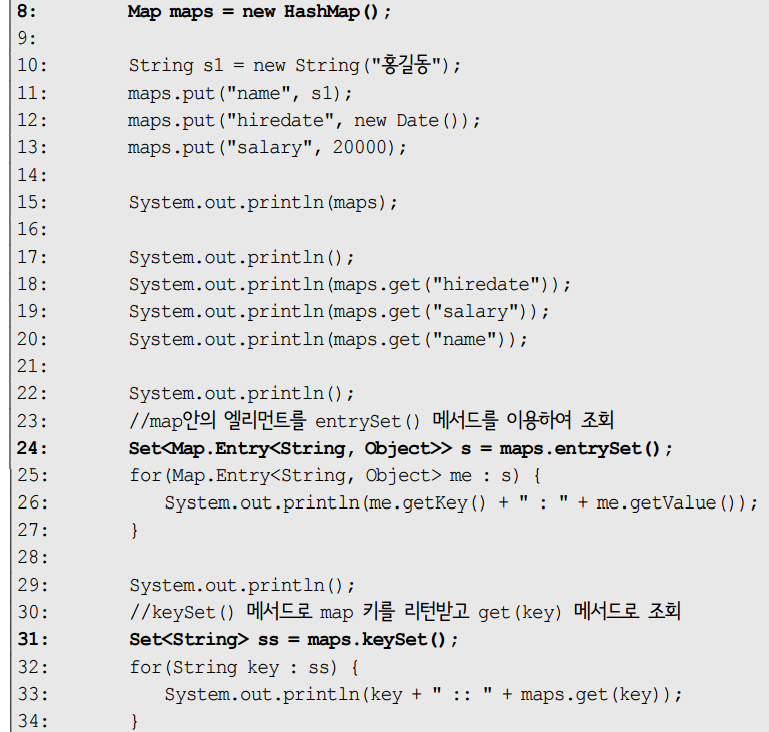 8:        Map maps = new HashMap();
9:
10:        String s1 = new String("홍길동");
11:        maps.put("name", s1);
12:        maps.put("hiredate", new Date());
13:        maps.put("salary", 20000);
14:
15:        System.out.println(maps);
16:
17:        System.out.println();
18:        System.out.println(maps.get("hiredate"));
19:        System.out.println(maps.get("salary"));
20:        System.out.println(maps.get("name"));
21:
22:        System.out.println();
23:        //map안의 엘리먼트를 entrySet() 메서드를 이용하여 조회
24:        Set<Map.Entry<String, Object>> s = maps.entrySet();
25:        for(Map.Entry<String, Object> me : s) {
26:            System.out.println(me.getKey() + " : " + me.getValue());
27:        }
28:
29:        System.out.println();
30:        //keySet() 메서드로 map 키를 리턴받고 get(key) 메서드로 조회
31:        Set<String> ss = maps.keySet();
32:        for(String key : ss) {
33:            System.out.println(key + " :: " + maps.get(key));
34:        }